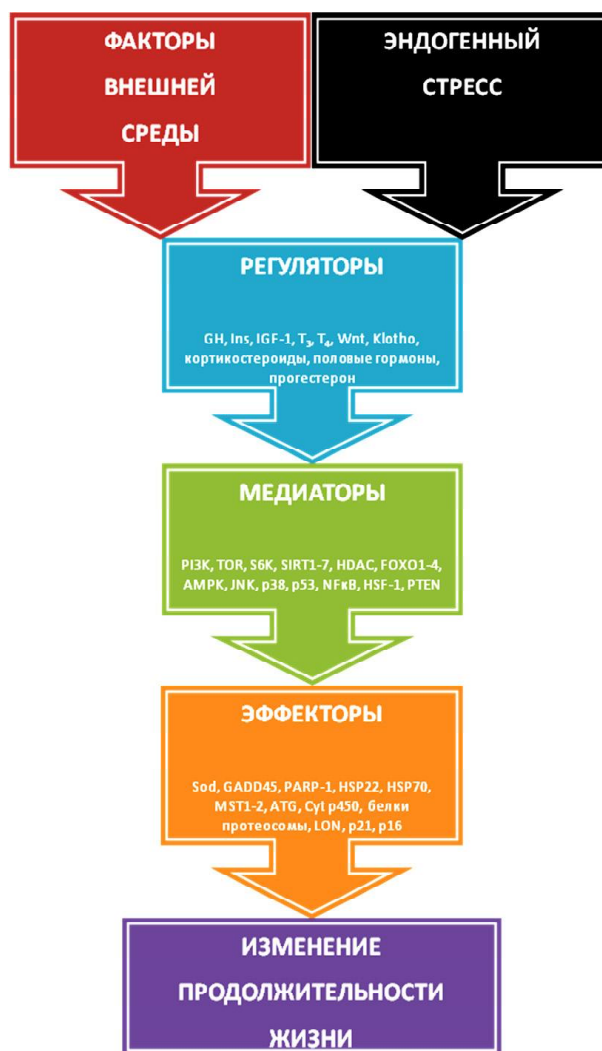 ФАКТОРЫ
ВНЕШНЕЙ
СРЕДЫ
ЭНДОГЕННЫЙ
СТРЕСС
РЕГУЛЯТОРЫ
GH, Ins, IGF-1, T₃, T₄, Wnt, Klotho,
кортикостероиды, половые гормоны,
прогестерон
МЕДИАТОРЫ
PI3K, TOR, S6K, SIRT1-7, HDAC, FOXO1-4,
AMPK, JNK, p38, p53, NFκB, HSF-1, PTEN
ЭФФЕКТОРЫ
Sod, GADD45, PARP-1, HSP22, HSP70,
MST1-2, ATG, Cyt p450, белки
протеосомы, LON, p21, p16
ИЗМЕНЕНИЕ
ПРОДОЛЖИТЕЛЬНОСТИ
ЖИЗНИ